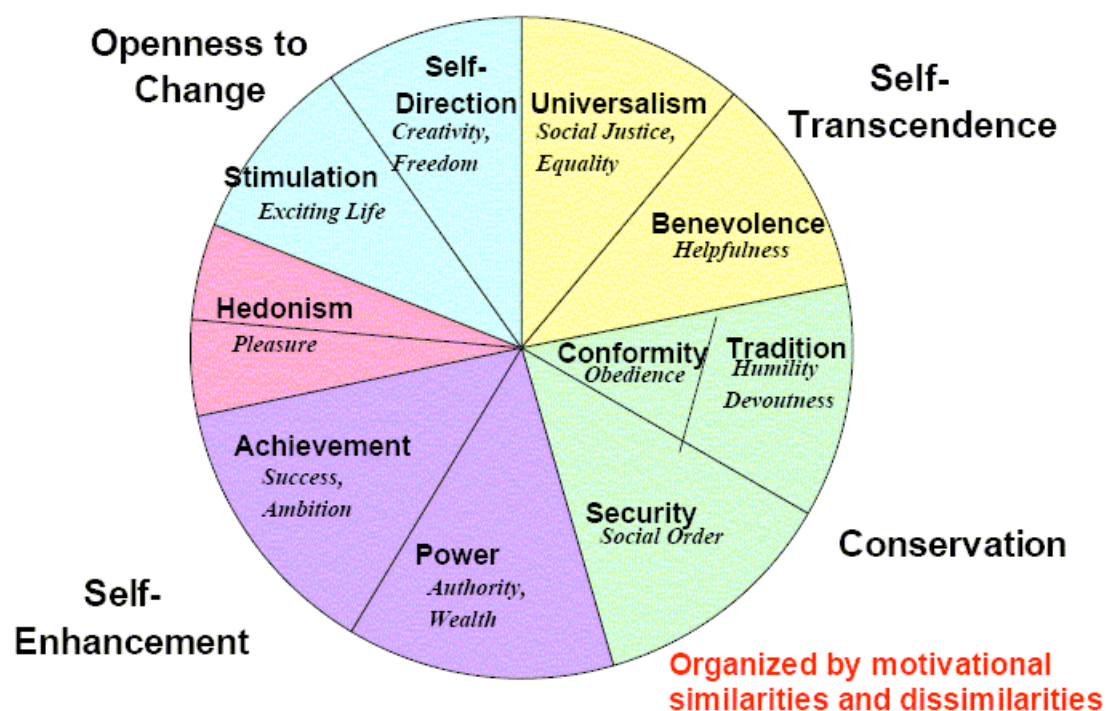 Openness to
Change
Self-
Direction
Creativity,
Freedom
Universalism
Social Justice,
Equality
Self-
Transcendence
Stimulation
Exciting Life
Benevolence
Helpfulness
Hedonism
Pleasure
Conformity
Obedience
Tradition
Humility
Devoutness
Achievement
Success,
Ambition
Security
Social Order
Conservation
Power
Authority,
Wealth
Self-
Enhancement
Organized by motivational
similarities and dissimilarities